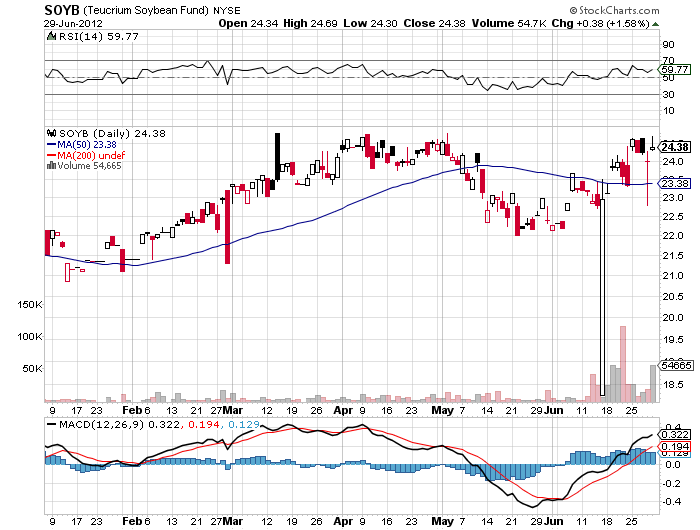 SOYB (Teucrium Soybean Fund) NYSE © StockCharts.com
29-Jun-2012 Open 24.34 High 24.69 Low 24.30 Close 24.38 Volume 54.7K Chg +0.38 (+1.58%)
RSI(14) 59.77
90
70
59.77
50
30
10
SOYB (Daily) 24.38
MA(50) 23.38
MA(200) undef
Volume 54,665
24.38
24.0
23.38
23.0
22.5
22.0
21.5
21.0
20.5
20.0
19.5
18.5
150K
100K
50K
54665
9 17 23 Feb 6 13 21 27 Mar 12 19 26 Apr 9 16 23 May 7 14 21 29 Jun 11 18 25
MACD(12,26,9) 0.322, 0.194, 0.129
0.4
0.322
0.194
0.129
0.0
-0.2
-0.4
9 17 23 Feb 6 13 21 27 Mar 12 19 26 Apr 9 16 23 May 7 14 21 29 Jun 11 18 25